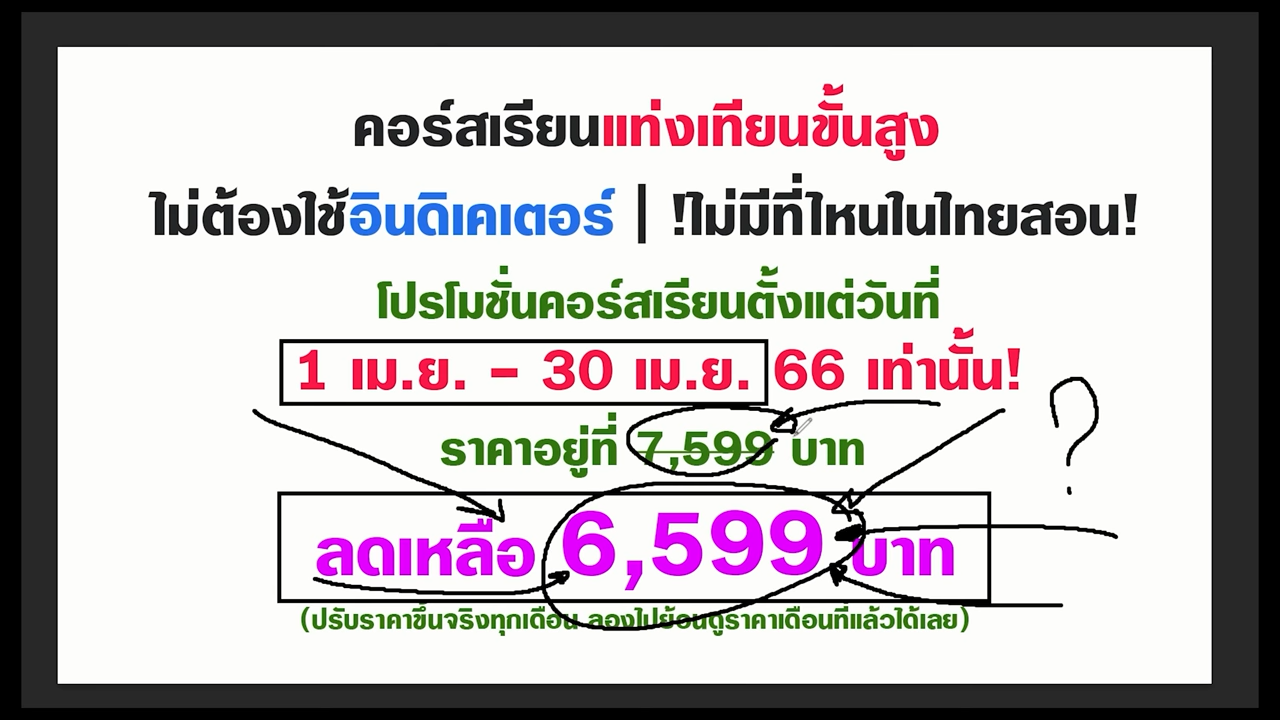 คอร์สเรียนแท่งเทียนขั้นสูง
ไม่ต้องใช้อินดิเคเตอร์ | !ไม่มีที่ไหนในไทยสอน!
โปรโมชั่นคอร์สเรียนตั้งแต่วันที่
1 เม.ย. - 30 เม.ย. 66 เท่านั้น!
ราคาอยู่ที่ 7,599 บาท
?
ลดเหลือ 6,599 บาท
(ปรับราคาขึ้นจริงทุกเดือน ลองไปย้อนดูราคาเดือนที่แล้วได้เลย)